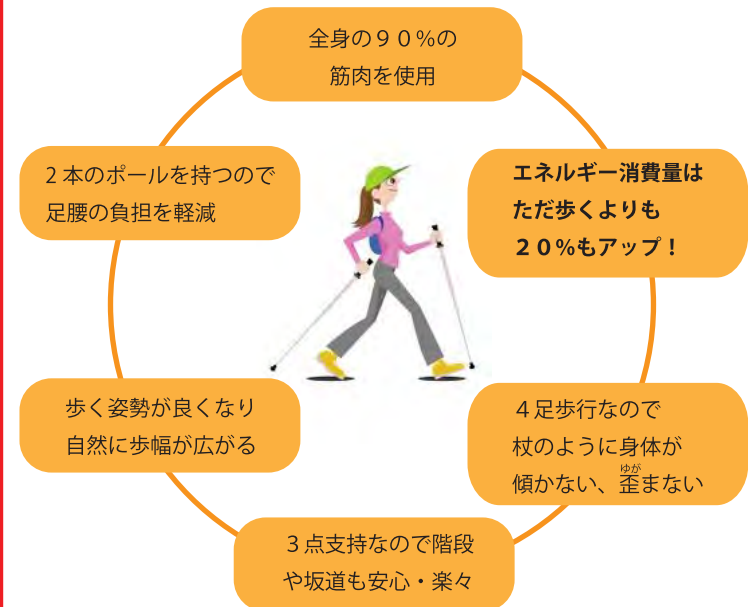 全身の９０%の
筋肉を使用
エネルギー消費量は
ただ歩くよりも
２０%もアップ！
４足歩行なので
杖のように身体が
傾かない、歪まない
ゆが
３点支持なので階段
や坂道も安心・楽々
歩く姿勢が良くなり
自然に歩幅が広がる
2 本のポールを持つので
足腰の負担を軽減